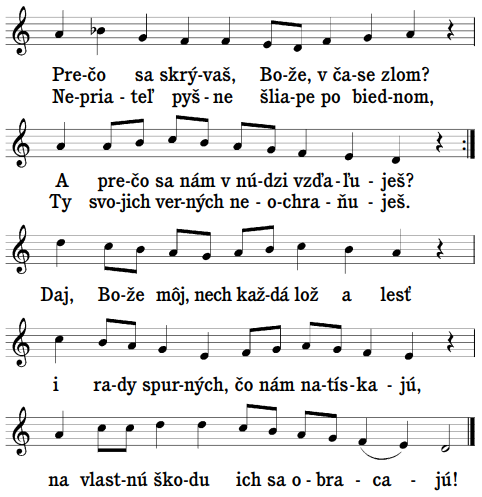 Pre-čo sa skrý-vaš, Bo-že, v ča-se zlom?
Ne-pria-teľ pyš-ne šlia-pe po bied-nom,
A pre-čo sa nám v nú-dzi vzďa-ľu-ješ?
Ty svo-jich ver-ných ne-o-chra-ňu-ješ.
Daj, Bo-že môj, nech kaž-dá lož a lesť
i ra-dy spur-ných, čo nám na-tís-ka-jú,
na vlast-nú ško-du ich sa o-bra-ca-jú!